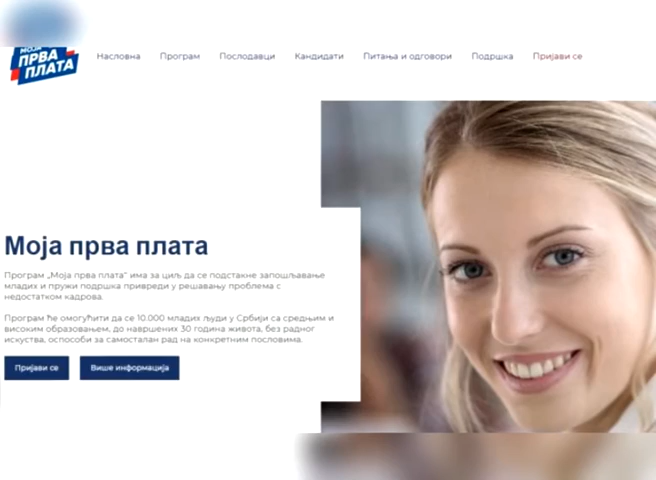 МОЈА
ПРВА
ПЛАТА
Насловна Програм Послодавци Кандидати Питања и одговори Подршка Пријави се
Моја прва плата
Програм „Моја прва плата“ има за циљ да се подстакне запошљавање
младих и пружи подршка привреди у решавању проблема с
недостатком кадрова.
Програм ће омогућити да се 10.000 младих људи у Србији са средњим и
високим образовањем, до навршених 30 година живота, без радног
искуства, оспособи за самосталан рад на конкретним пословима.
Пријави се Више информација